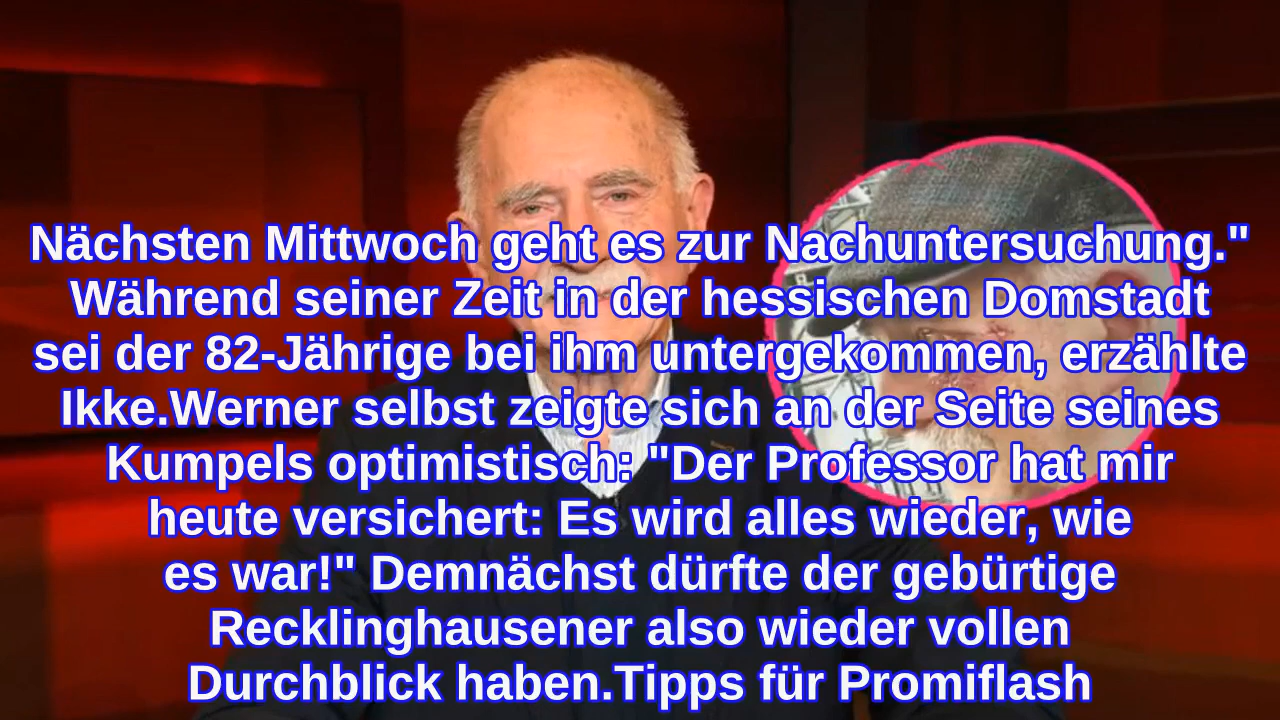 Nächsten Mittwoch geht es zur Nachuntersuchung."
Während seiner Zeit in der hessischen Domstadt
sei der 82-Jährige bei ihm untergekommen, erzählte
Ikke.Werner selbst zeigte sich an der Seite seines
Kumpels optimistisch: "Der Professor hat mir
heute versichert: Es wird alles wieder, wie
es war!" Demnächst dürfte der gebürtige
Recklinghausener also wieder vollen
Durchblick haben.Tipps für Promiflash